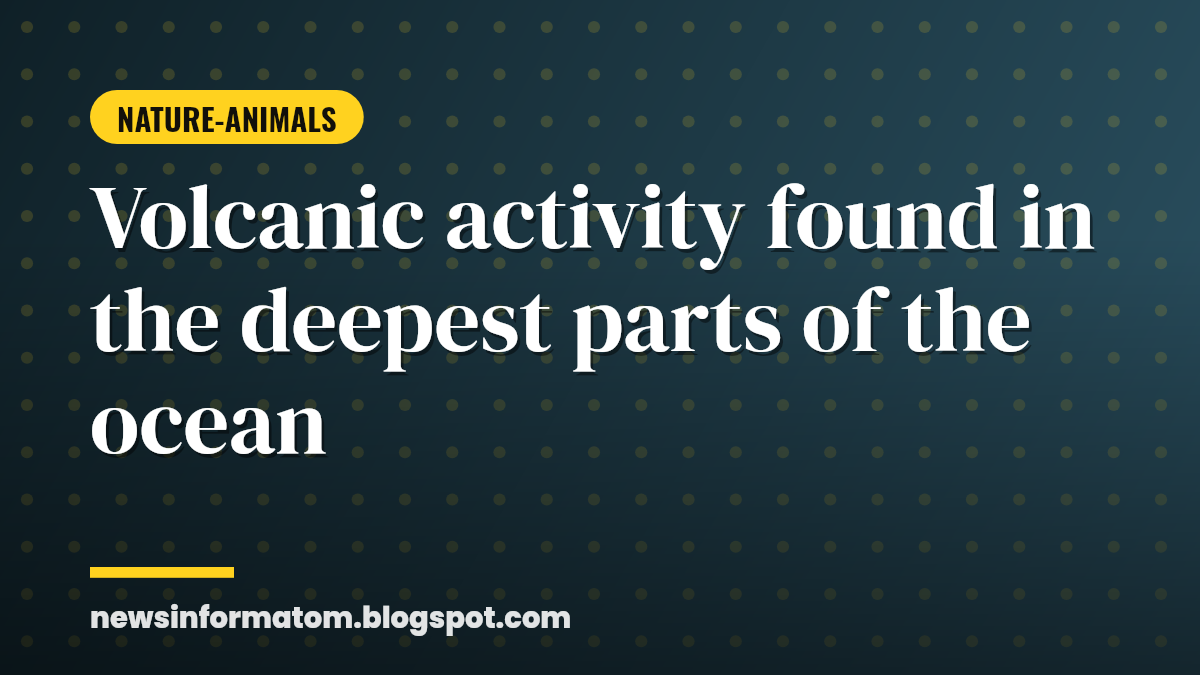 NATURE-ANIMALS
Volcanic activity found in
the deepest parts of the
ocean
newsinformatom.blogspot.com